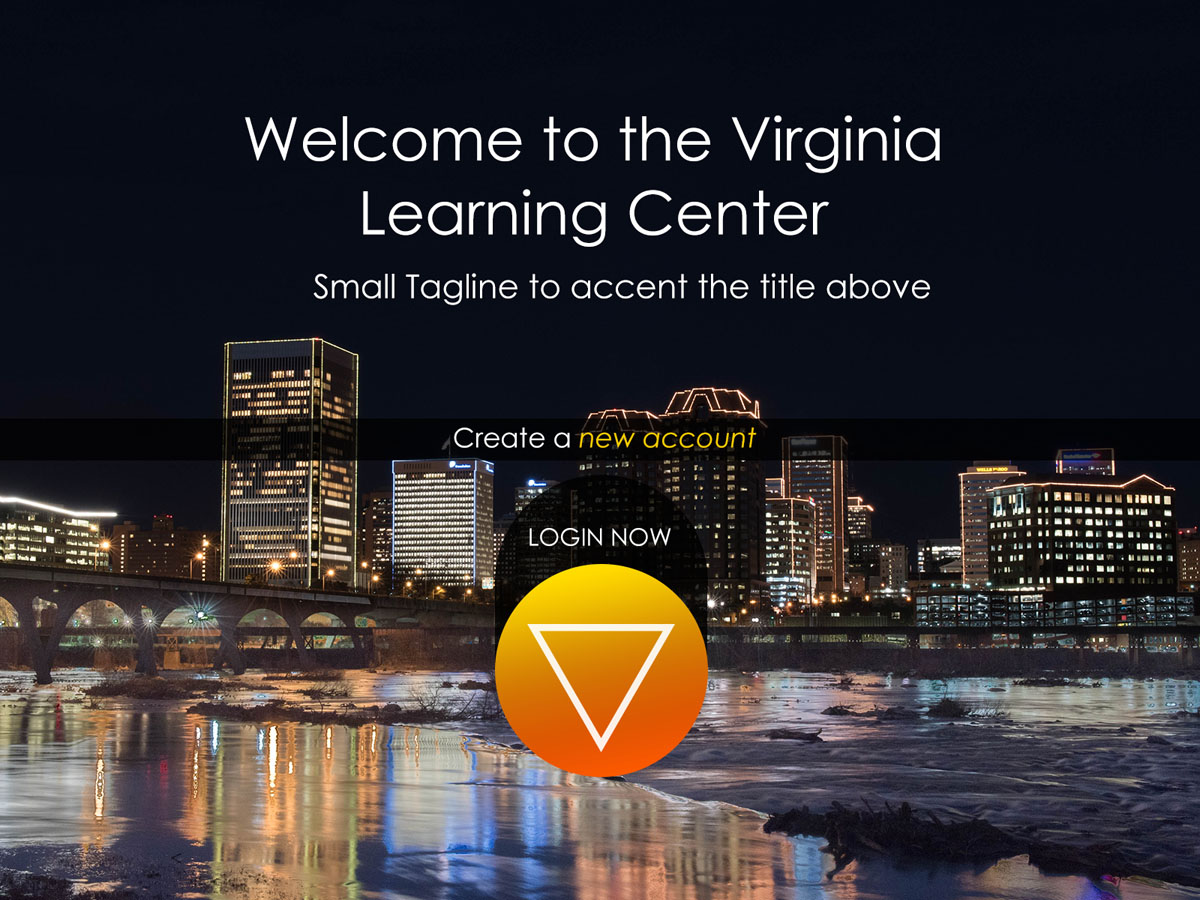 Welcome to the Virginia
Learning Center
Small Tagline to accent the title above
Create a new account
LOGIN NOW